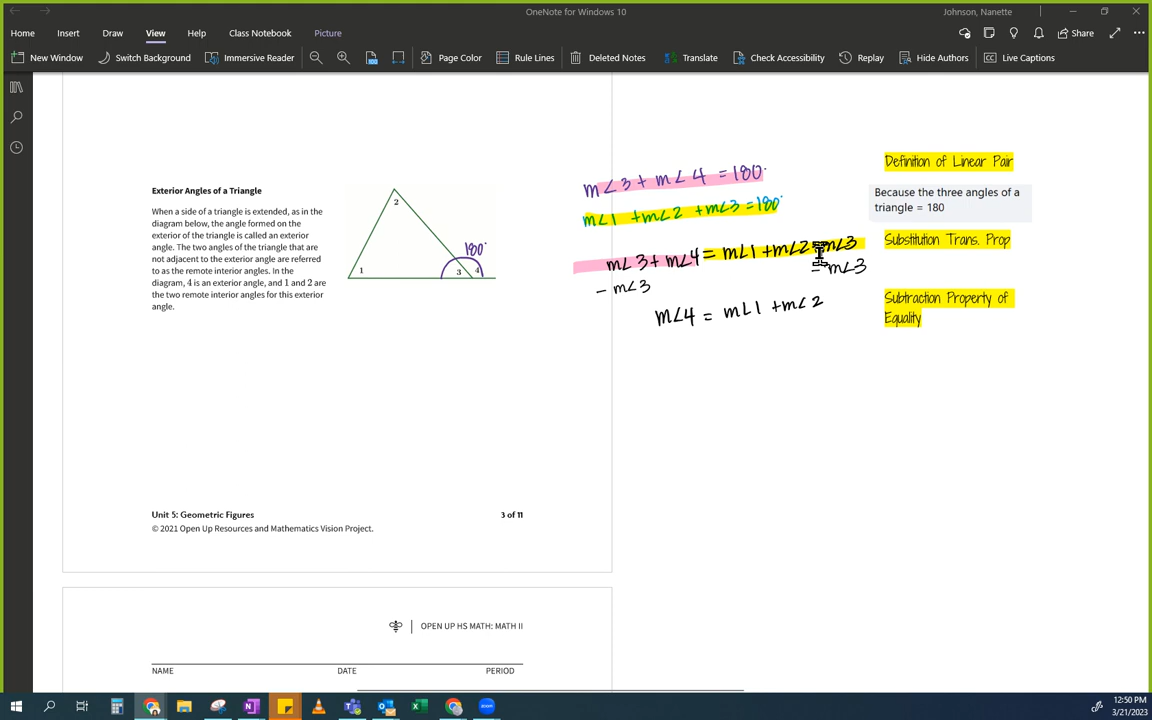 OneNote for Windows 10
Johnson, Nanette
Home Insert Draw View Help Class Notebook Picture Share
New Window Switch Background Immersive Reader 100 Page Color Rule Lines Deleted Notes Translate Check Accessibility Replay Hide Authors Live Captions
Exterior Angles of a Triangle
When a side of a triangle is extended, as in the
diagram below, the angle formed on the
exterior of the triangle is called an exterior
angle. The two angles of the triangle that are
not adjacent to the exterior angle are referred
to as the remote interior angles. In the
diagram, 4 is an exterior angle, and 1 and 2 are
the two remote interior angles for this exterior
angle.
2
180°
1
3
4
m∠3 + m∠4 = 180°
m∠1 + m∠2 + m∠3 = 180°
m∠3 + m∠4 = m∠1 + m∠2 + m∠3
- m∠3
- m∠3
m∠4 = m∠1 + m∠2
Definition of Linear Pair
Because the three angles of a
triangle = 180
Substitution Trans. Prop
Subtraction Property of
Equality
Unit 5: Geometric Figures 3 of 11
© 2021 Open Up Resources and Mathematics Vision Project.
OPEN UP HS MATH: MATH II
NAME DATE PERIOD
12:50 PM
3/21/2023